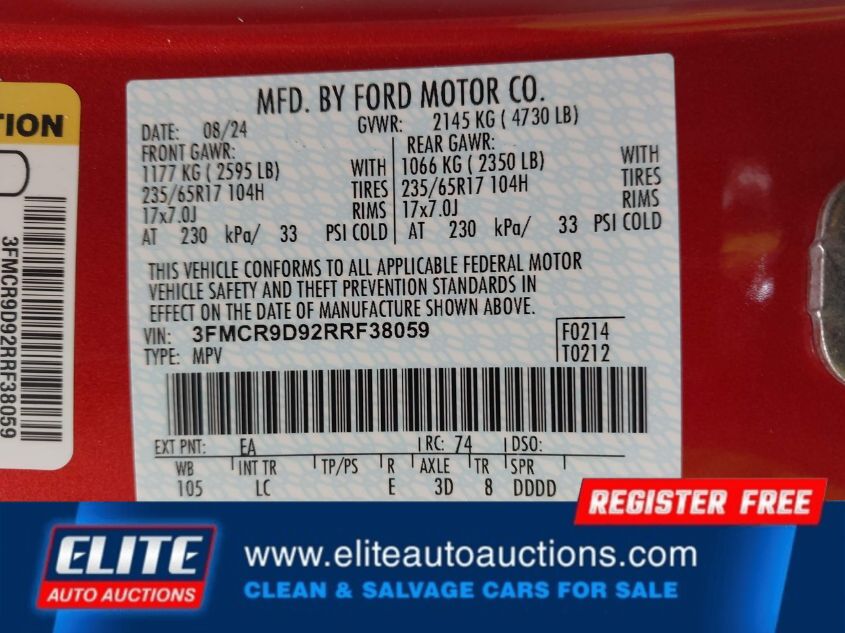 TION
3FMCR9D92RRF38059
MFD. BY FORD MOTOR CO.
DATE: 08/24 GVWR: 2145 KG ( 4730 LB)
FRONT GAWR: REAR GAWR:
1177 KG ( 2595 LB) WITH 1066 KG ( 2350 LB) WITH
235/65R17 104H TIRES 235/65R17 104H TIRES
17x7.0J RIMS 17x7.0J RIMS
AT 230 kPa/ 33 PSI COLD AT 230 kPa/ 33 PSI COLD
THIS VEHICLE CONFORMS TO ALL APPLICABLE FEDERAL MOTOR
VEHICLE SAFETY AND THEFT PREVENTION STANDARDS IN
EFFECT ON THE DATE OF MANUFACTURE SHOWN ABOVE.
VIN: 3FMCR9D92RRF38059 F0214
TYPE: MPV T0212
EXT PNT: EA RC: 74 DSO:
WB INT TR TP/PS R AXLE TR SPR
105 LC E 3D 8 DDDD
REGISTER FREE
ELITE
AUTO AUCTIONS
www.eliteautoauctions.com
CLEAN & SALVAGE CARS FOR SALE